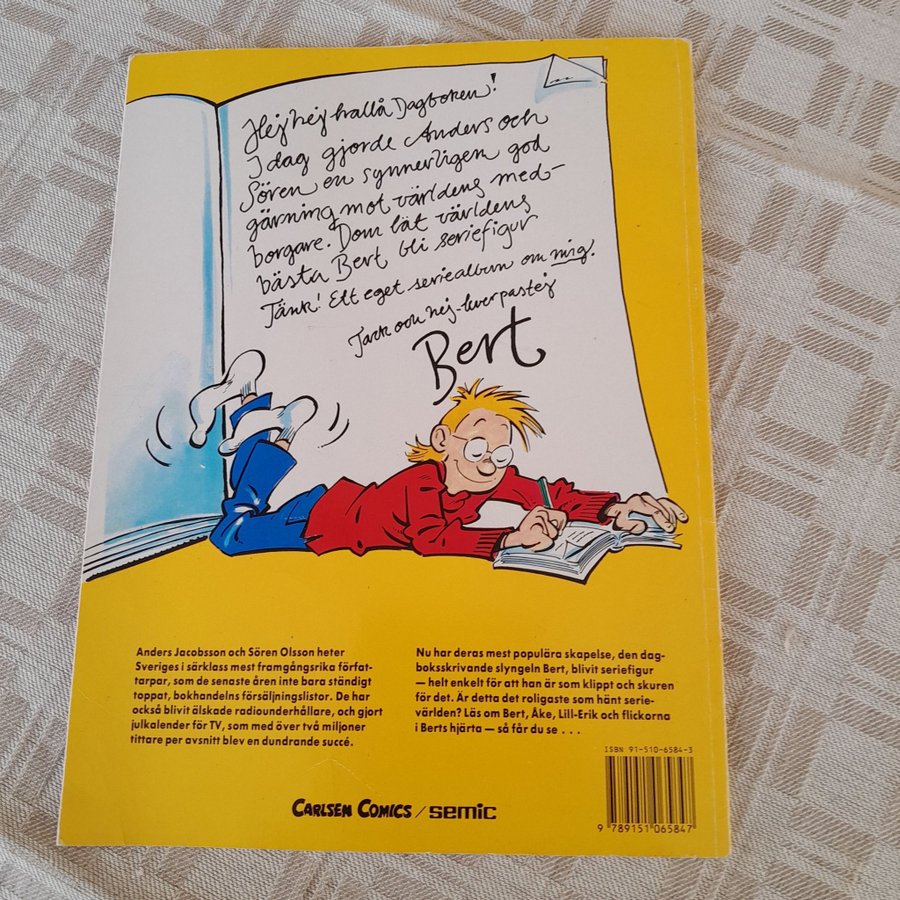 Hej hej hallå Dagboken!
I dag gjorde Anders och
Sören en synnerligen god
gärning mot världens med-
borgare. Dom låt världens
bästa Bert bli seriefigur
Tänk! Ett eget seriealbum om mig.
Tack och hej-leverpastej
Bert
Anders Jacobsson och Sören Olsson heter
Sveriges i särklass mest framgångsrika förfat-
tarpar, som de senaste åren inte bara ständigt
toppat, bokhandelns försäljningslistor. De har
också blivit älskade radiounderhållare, och gjort
julkalender för TV, som med över två miljoner
tittare per avsnitt blev en dundrande succé.
Nu har deras mest populära skapelse, den dag-
boksskrivande slyngeln Bert, blivit seriefigur
— helt enkelt för att han är som klippt och skuren
för det. Är detta det roligaste som hänt serie-
världen? Läs om Bert, Åke, Lill-Erik och flickorna
i Berts hjärta — så får du se . . .
ISBN 91-510-6584-3
9 789151 065847
CARLSEN COMICS / semic